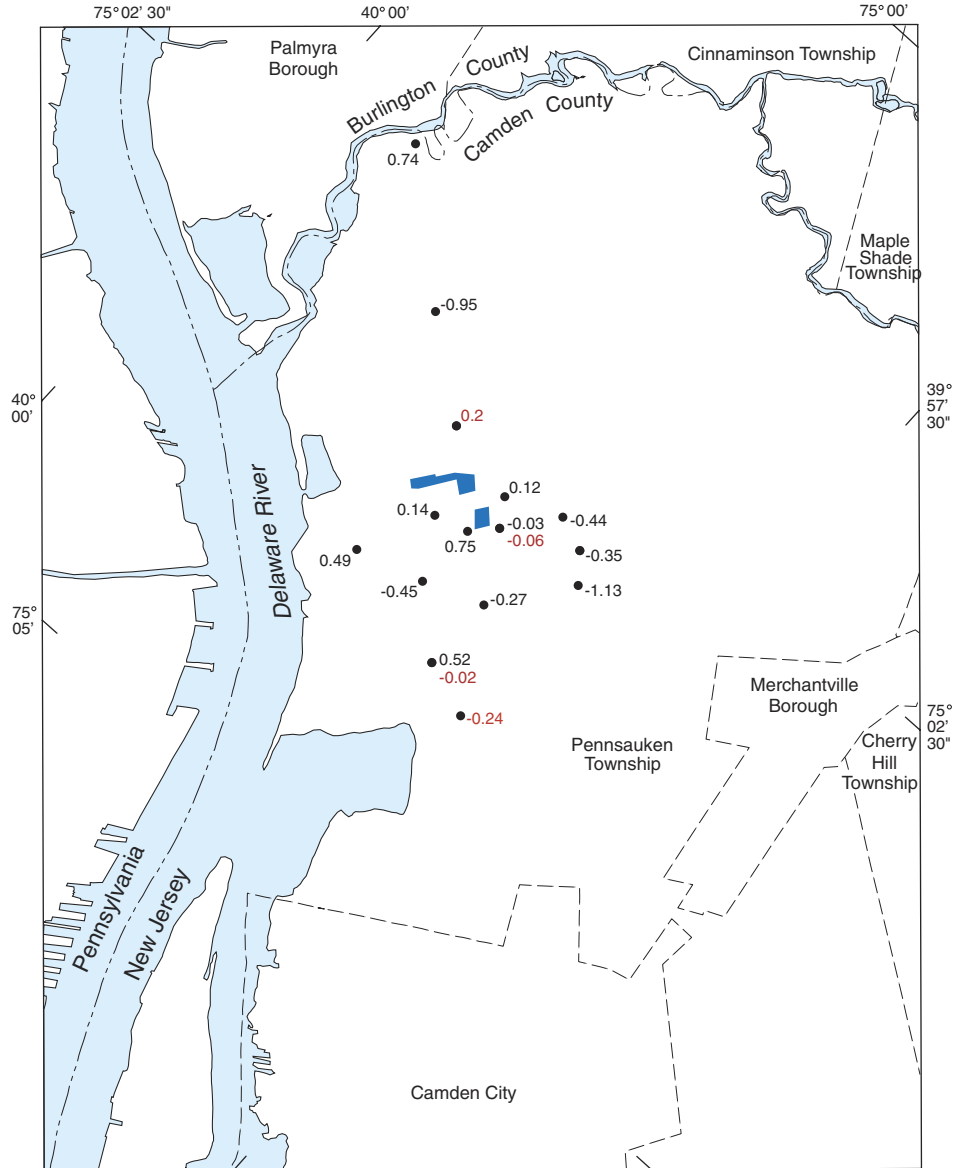 75°02' 30"
40°00'
75°00'
Palmyra
Borough
Burlington County
Camden County
Cinnaminson Township
0.74
Maple
Shade
Township
-0.95
40°
00'
39°
57'
30"
0.2
0.12
0.14
-0.03
-0.06
-0.44
0.75
0.49
-0.35
-0.45
-1.13
-0.27
Delaware River
75°
05'
0.52
-0.02
-0.24
Merchantville
Borough
75°
02'
30"
Pennsauken
Township
Cherry
Hill
Township
Pennsylvania
New Jersey
Camden City